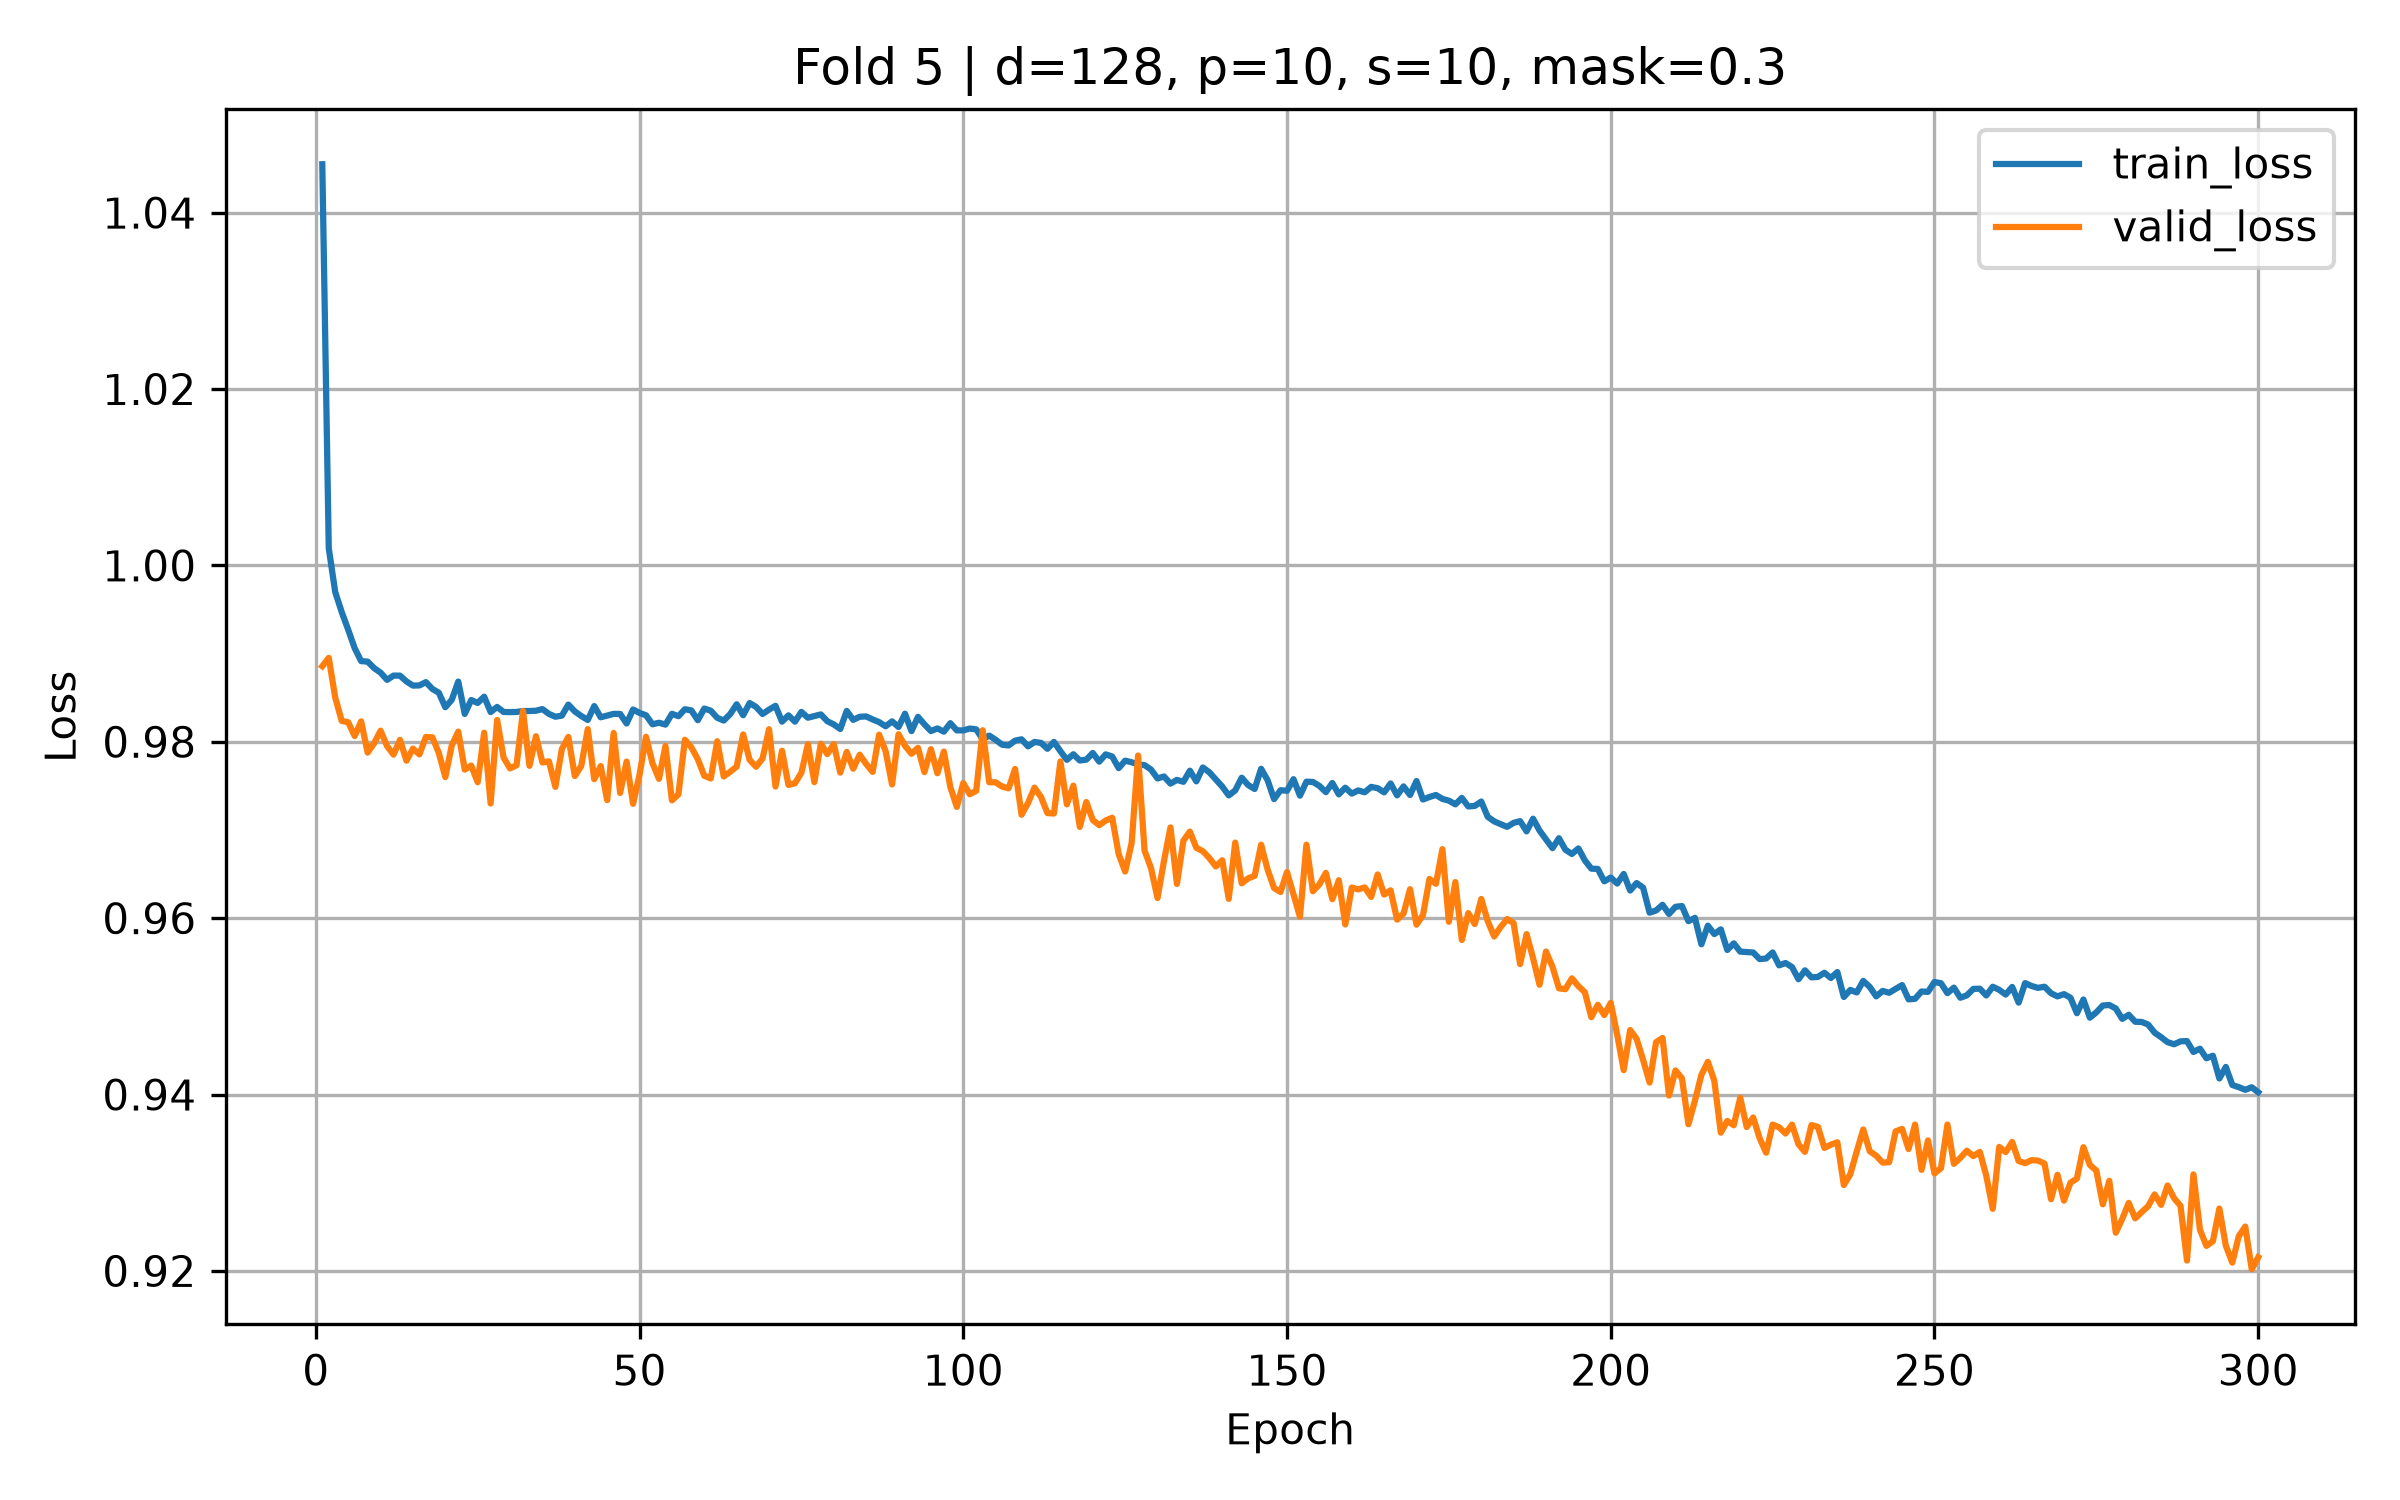 Fold 5 | d=128, p=10, s=10, mask=0.3
train_loss
valid_loss
Loss
1.04
1.02
1.00
0.98
0.96
0.94
0.92
0 50 100 150 200 250 300
Epoch